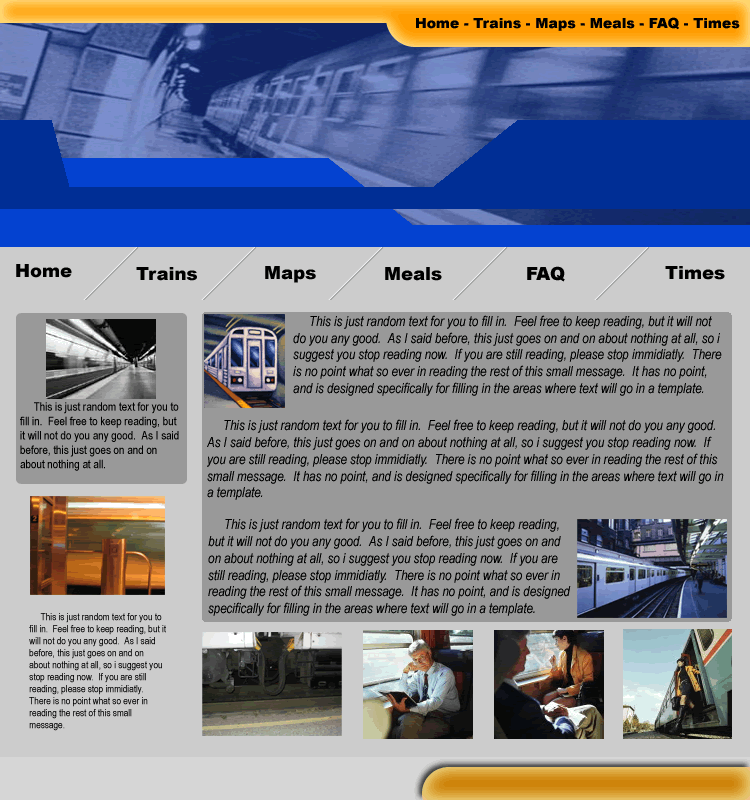 Home - Trains - Maps - Meals - FAQ - Times
Home Trains Maps Meals FAQ Times
This is just random text for you to
fill in. Feel free to keep reading, but
it will not do you any good. As I said
before, this just goes on and on
about nothing at all.
This is just random text for you to
fill in. Feel free to keep reading, but it
will not do you any good. As I said
before, this just goes on and on
about nothing at all, so i suggest you
stop reading now. If you are still
reading, please stop immidiatly.
There is no point what so ever in
reading the rest of this small
message.
This is just random text for you to fill in. Feel free to keep reading, but it will not
do you any good. As I said before, this just goes on and on about nothing at all, so i
suggest you stop reading now. If you are still reading, please stop immidiatly. There
is no point what so ever in reading the rest of this small message. It has no point,
and is designed specifically for filling in the areas where text will go in a template.
This is just random text for you to fill in. Feel free to keep reading, but it will not do you any good.
As I said before, this just goes on and on about nothing at all, so i suggest you stop reading now. If
you are still reading, please stop immidiatly. There is no point what so ever in reading the rest of this
small message. It has no point, and is designed specifically for filling in the areas where text will go in
a template.
This is just random text for you to fill in. Feel free to keep reading,
but it will not do you any good. As I said before, this just goes on and
on about nothing at all, so i suggest you stop reading now. If you are
still reading, please stop immidiatly. There is no point what so ever in
reading the rest of this small message. It has no point, and is designed
specifically for filling in the areas where text will go in a template.